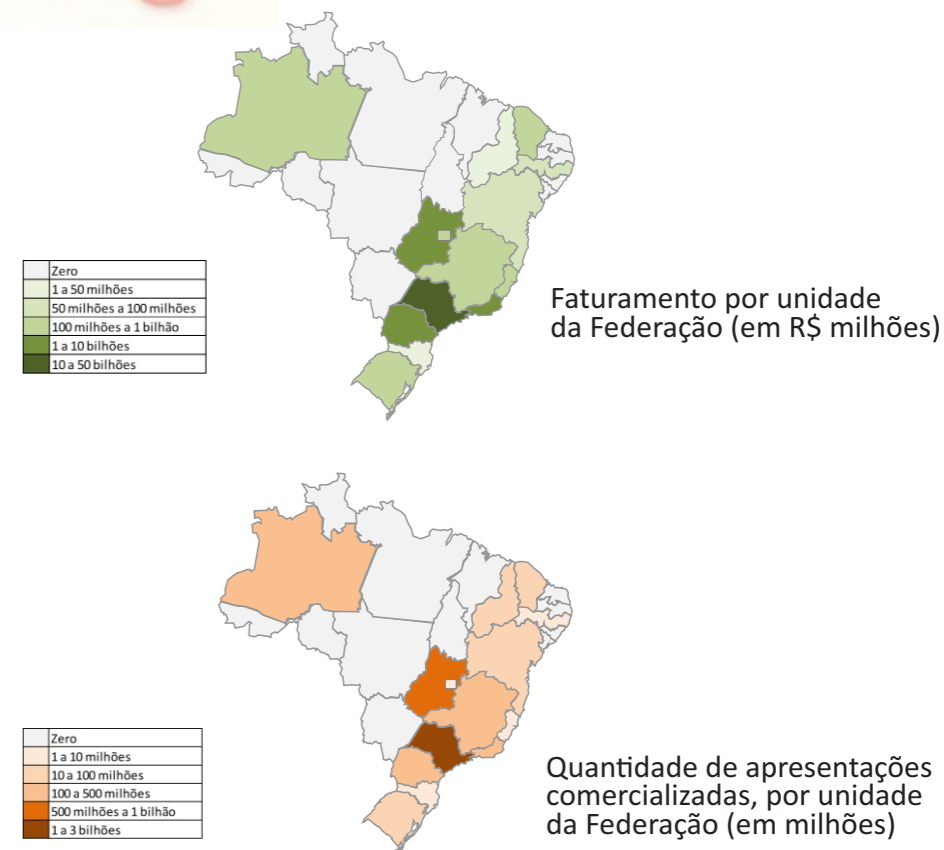 Zero
1 a 50 milhões
50 milhões a 100 milhões
100 milhões a 1 bilhão
1 a 10 bilhões
10 a 50 bilhões
Faturamento por unidade
da Federação (em R$ milhões)
Zero
1 a 10 milhões
10 a 100 milhões
100 a 500 milhões
500 milhões a 1 bilhão
1 a 3 bilhões
Quantidade de apresentações
comercializadas, por unidade
da Federação (em milhões)